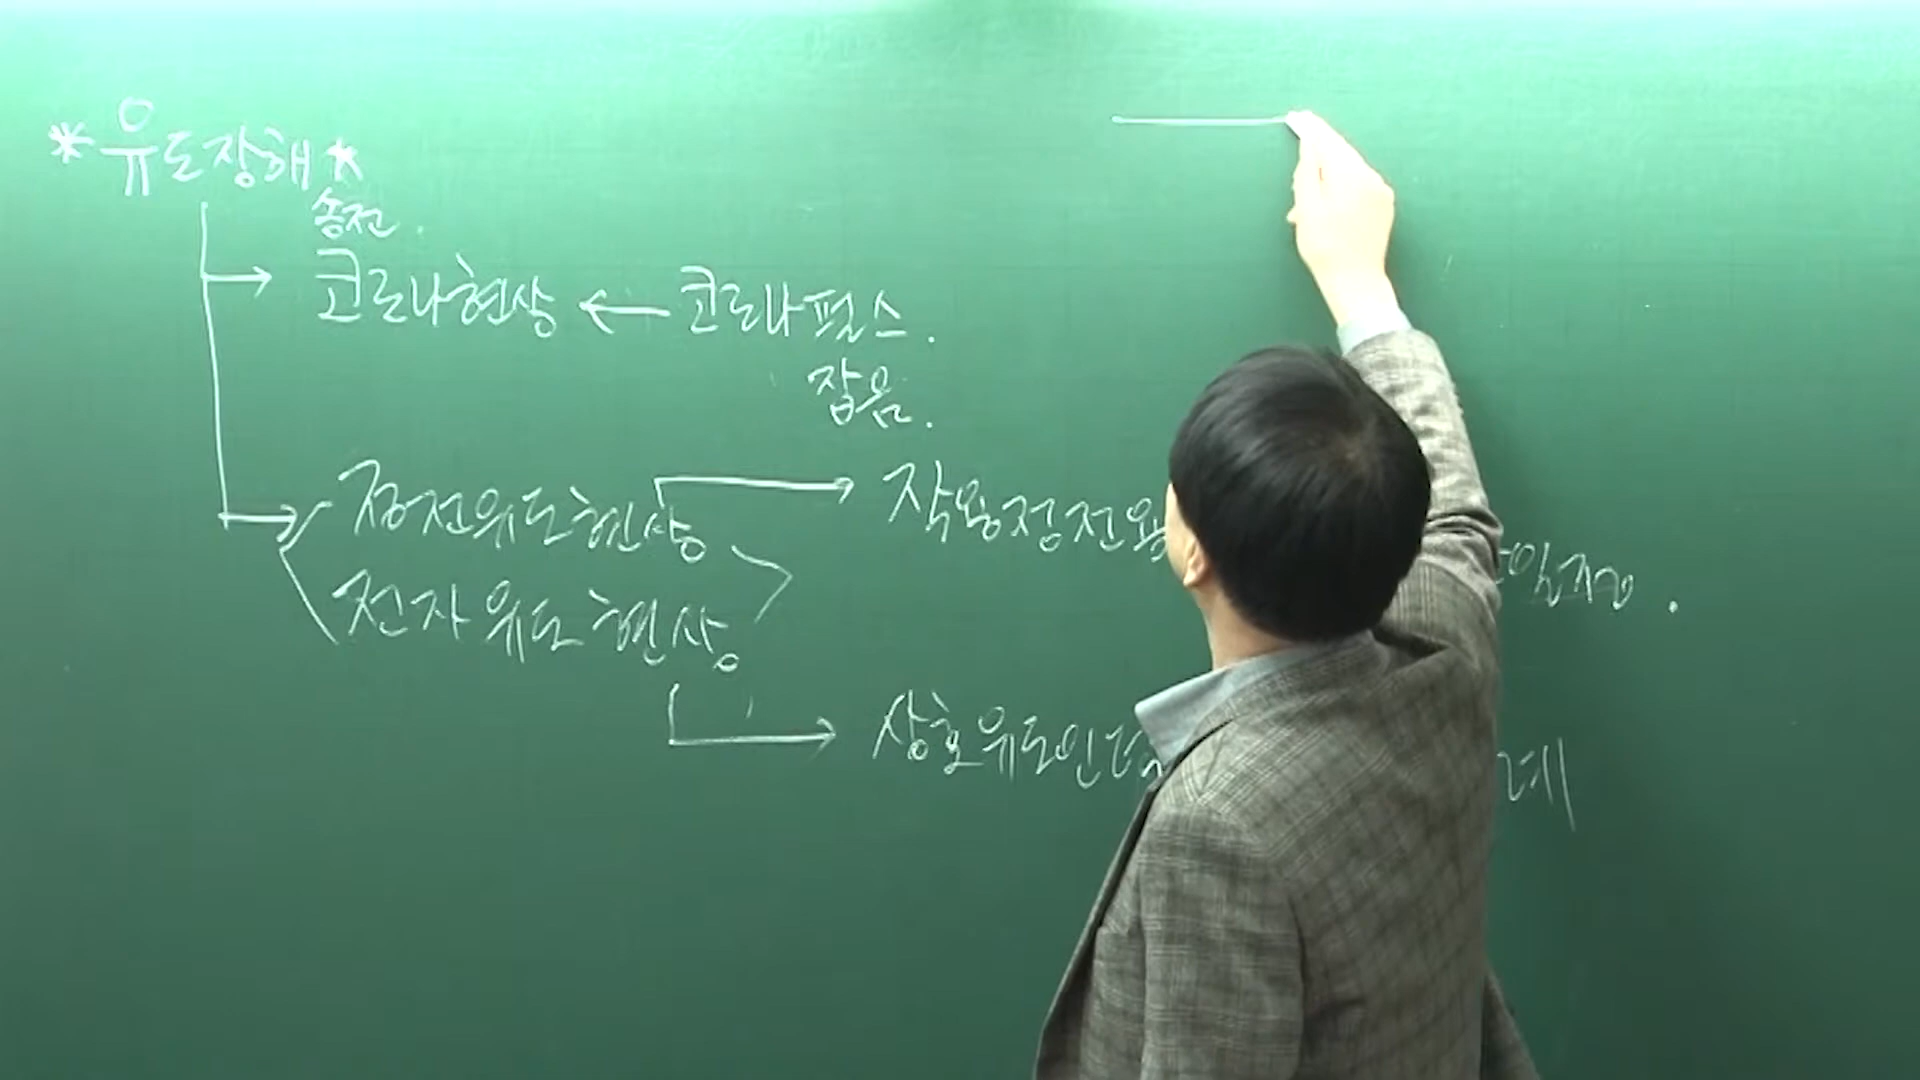 *유도장해*
송전.
→ 코로나현상 ← 코로나펄스.
잡음.
정전유도현상 → 작용정전용
전자유도현상
→ 상호유도인덕